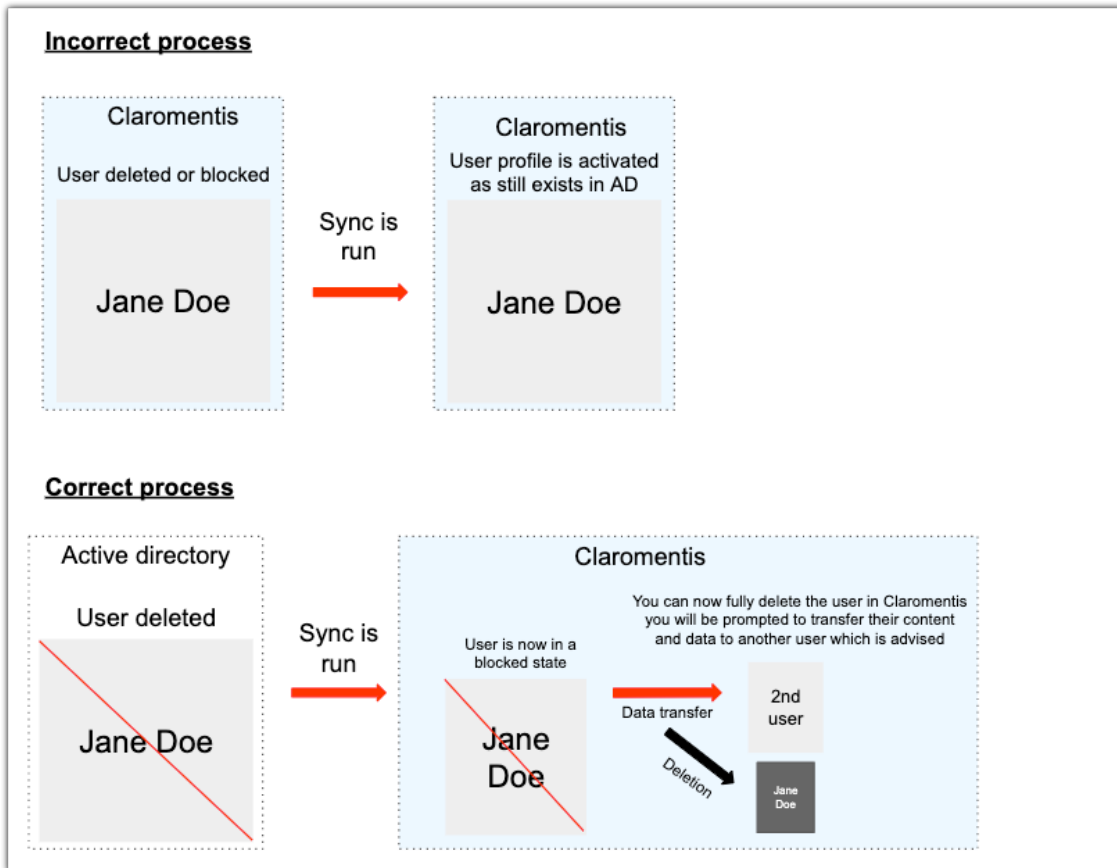 Incorrect process
Claromentis
User deleted or blocked
Jane Doe
Sync is
run
Claromentis
User profile is activated
as still exists in AD
Jane Doe
Correct process
Active directory
User deleted
Jane Doe
Sync is
run
Claromentis
User is now in a
blocked state
Jane
Doe
You can now fully delete the user in Claromentis
you will be prompted to transfer their content
and data to another user which is advised
Data transfer
Deletion
2nd
user
Jane
Doe